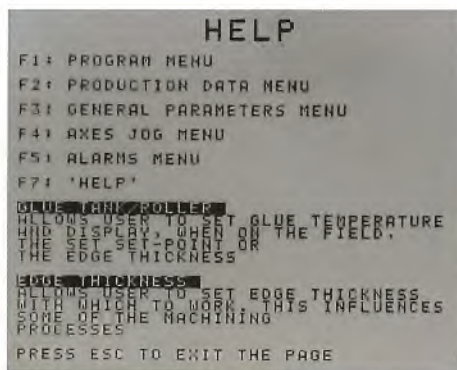 HELP
F1: PROGRAM MENU
F2: PRODUCTION DATA MENU
F3: GENERAL PARAMETERS MENU
F4: AXES JOG MENU
F5: ALARMS MENU
F7: 'HELP'
GLUE TANK/ROLLER
ALLOWS USER TO SET GLUE TEMPERATURE
AND DISPLAY, WHEN ON THE FIELD,
THE SET SET-POINT OR
THE EDGE THICKNESS
EDGE THICKNESS
ALLOWS USER TO SET EDGE THICKNESS
WITH WHICH TO WORK. THIS INFLUENCES
SOME OF THE MACHINING
PROCESSES
PRESS ESC TO EXIT THE PAGE